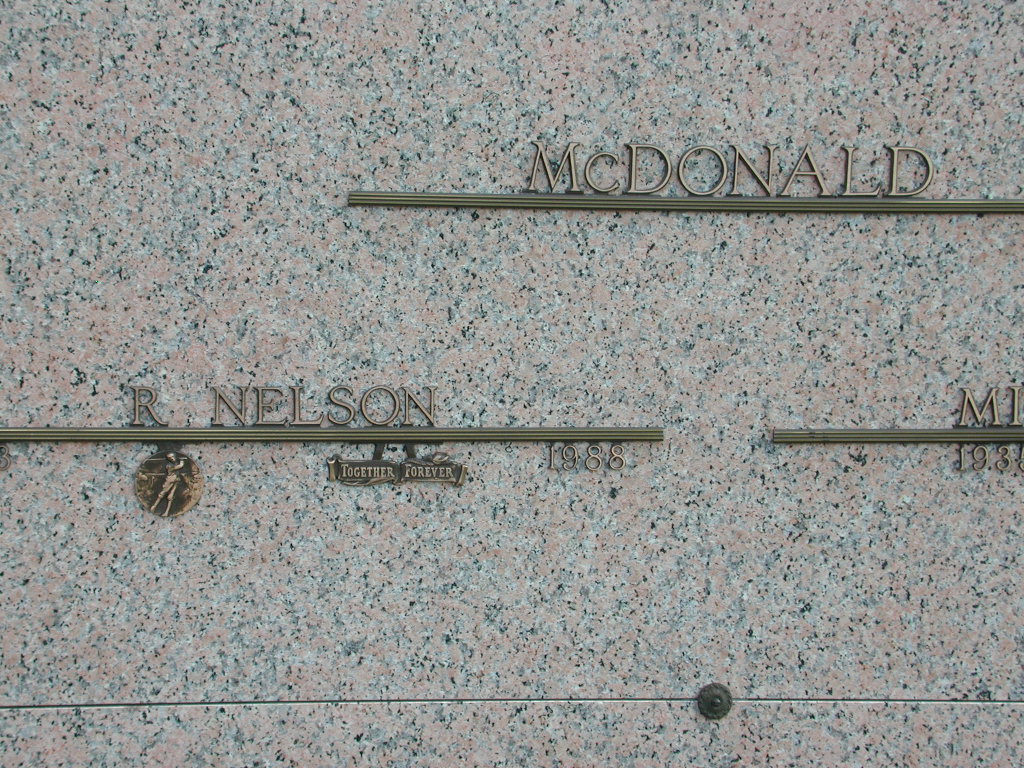 McDONALD
R NELSON
TOGETHER FOREVER
1988